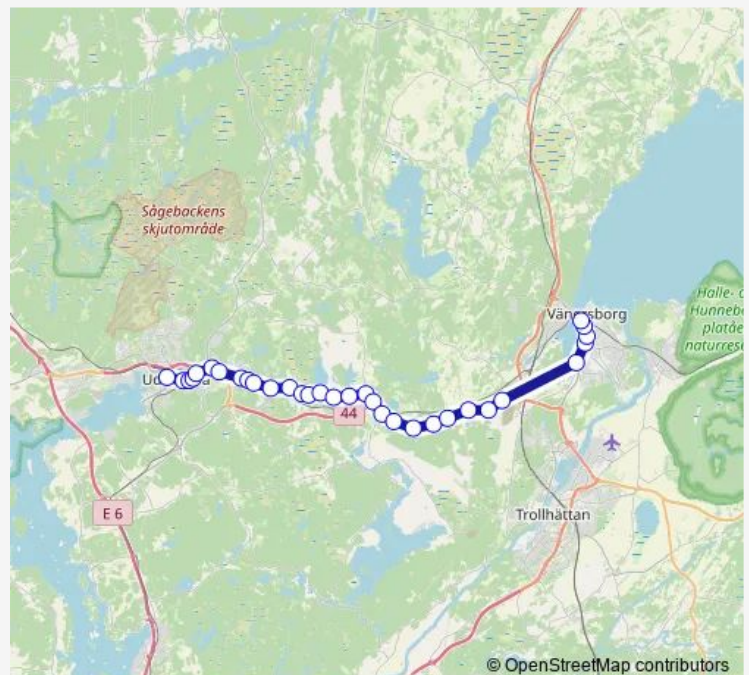 Sågebackens
skjutområde
Halle- o
Hunnebe
platåe
naturrese
Vänersborg
44
Trollhättan
E 6
© OpenStreetMap contributors